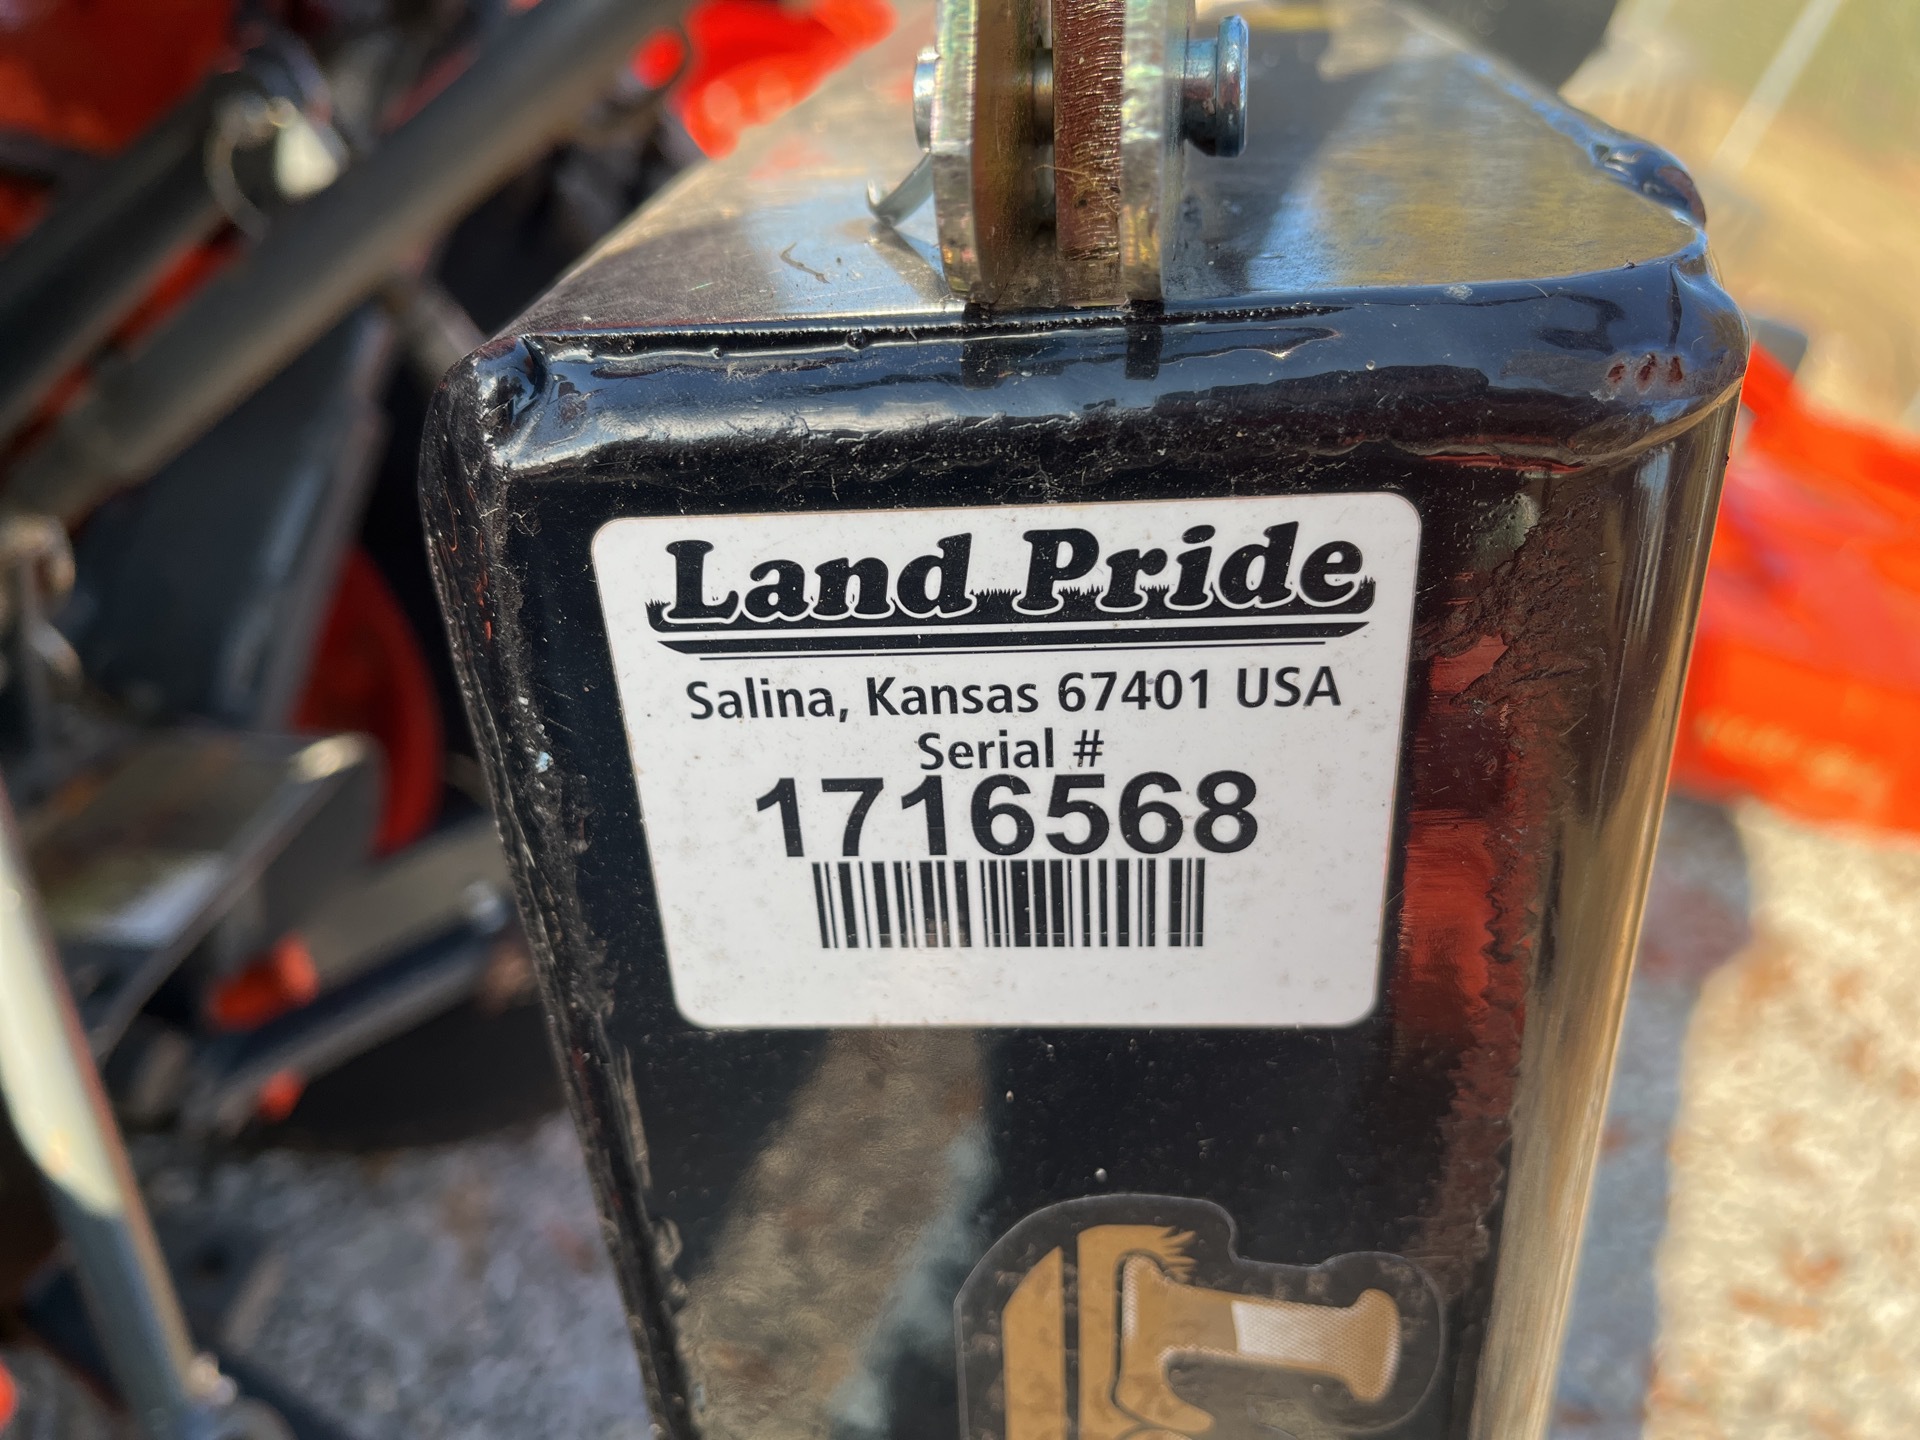 Land Pride
Salina, Kansas 67401 USA
Serial #
1716568
L